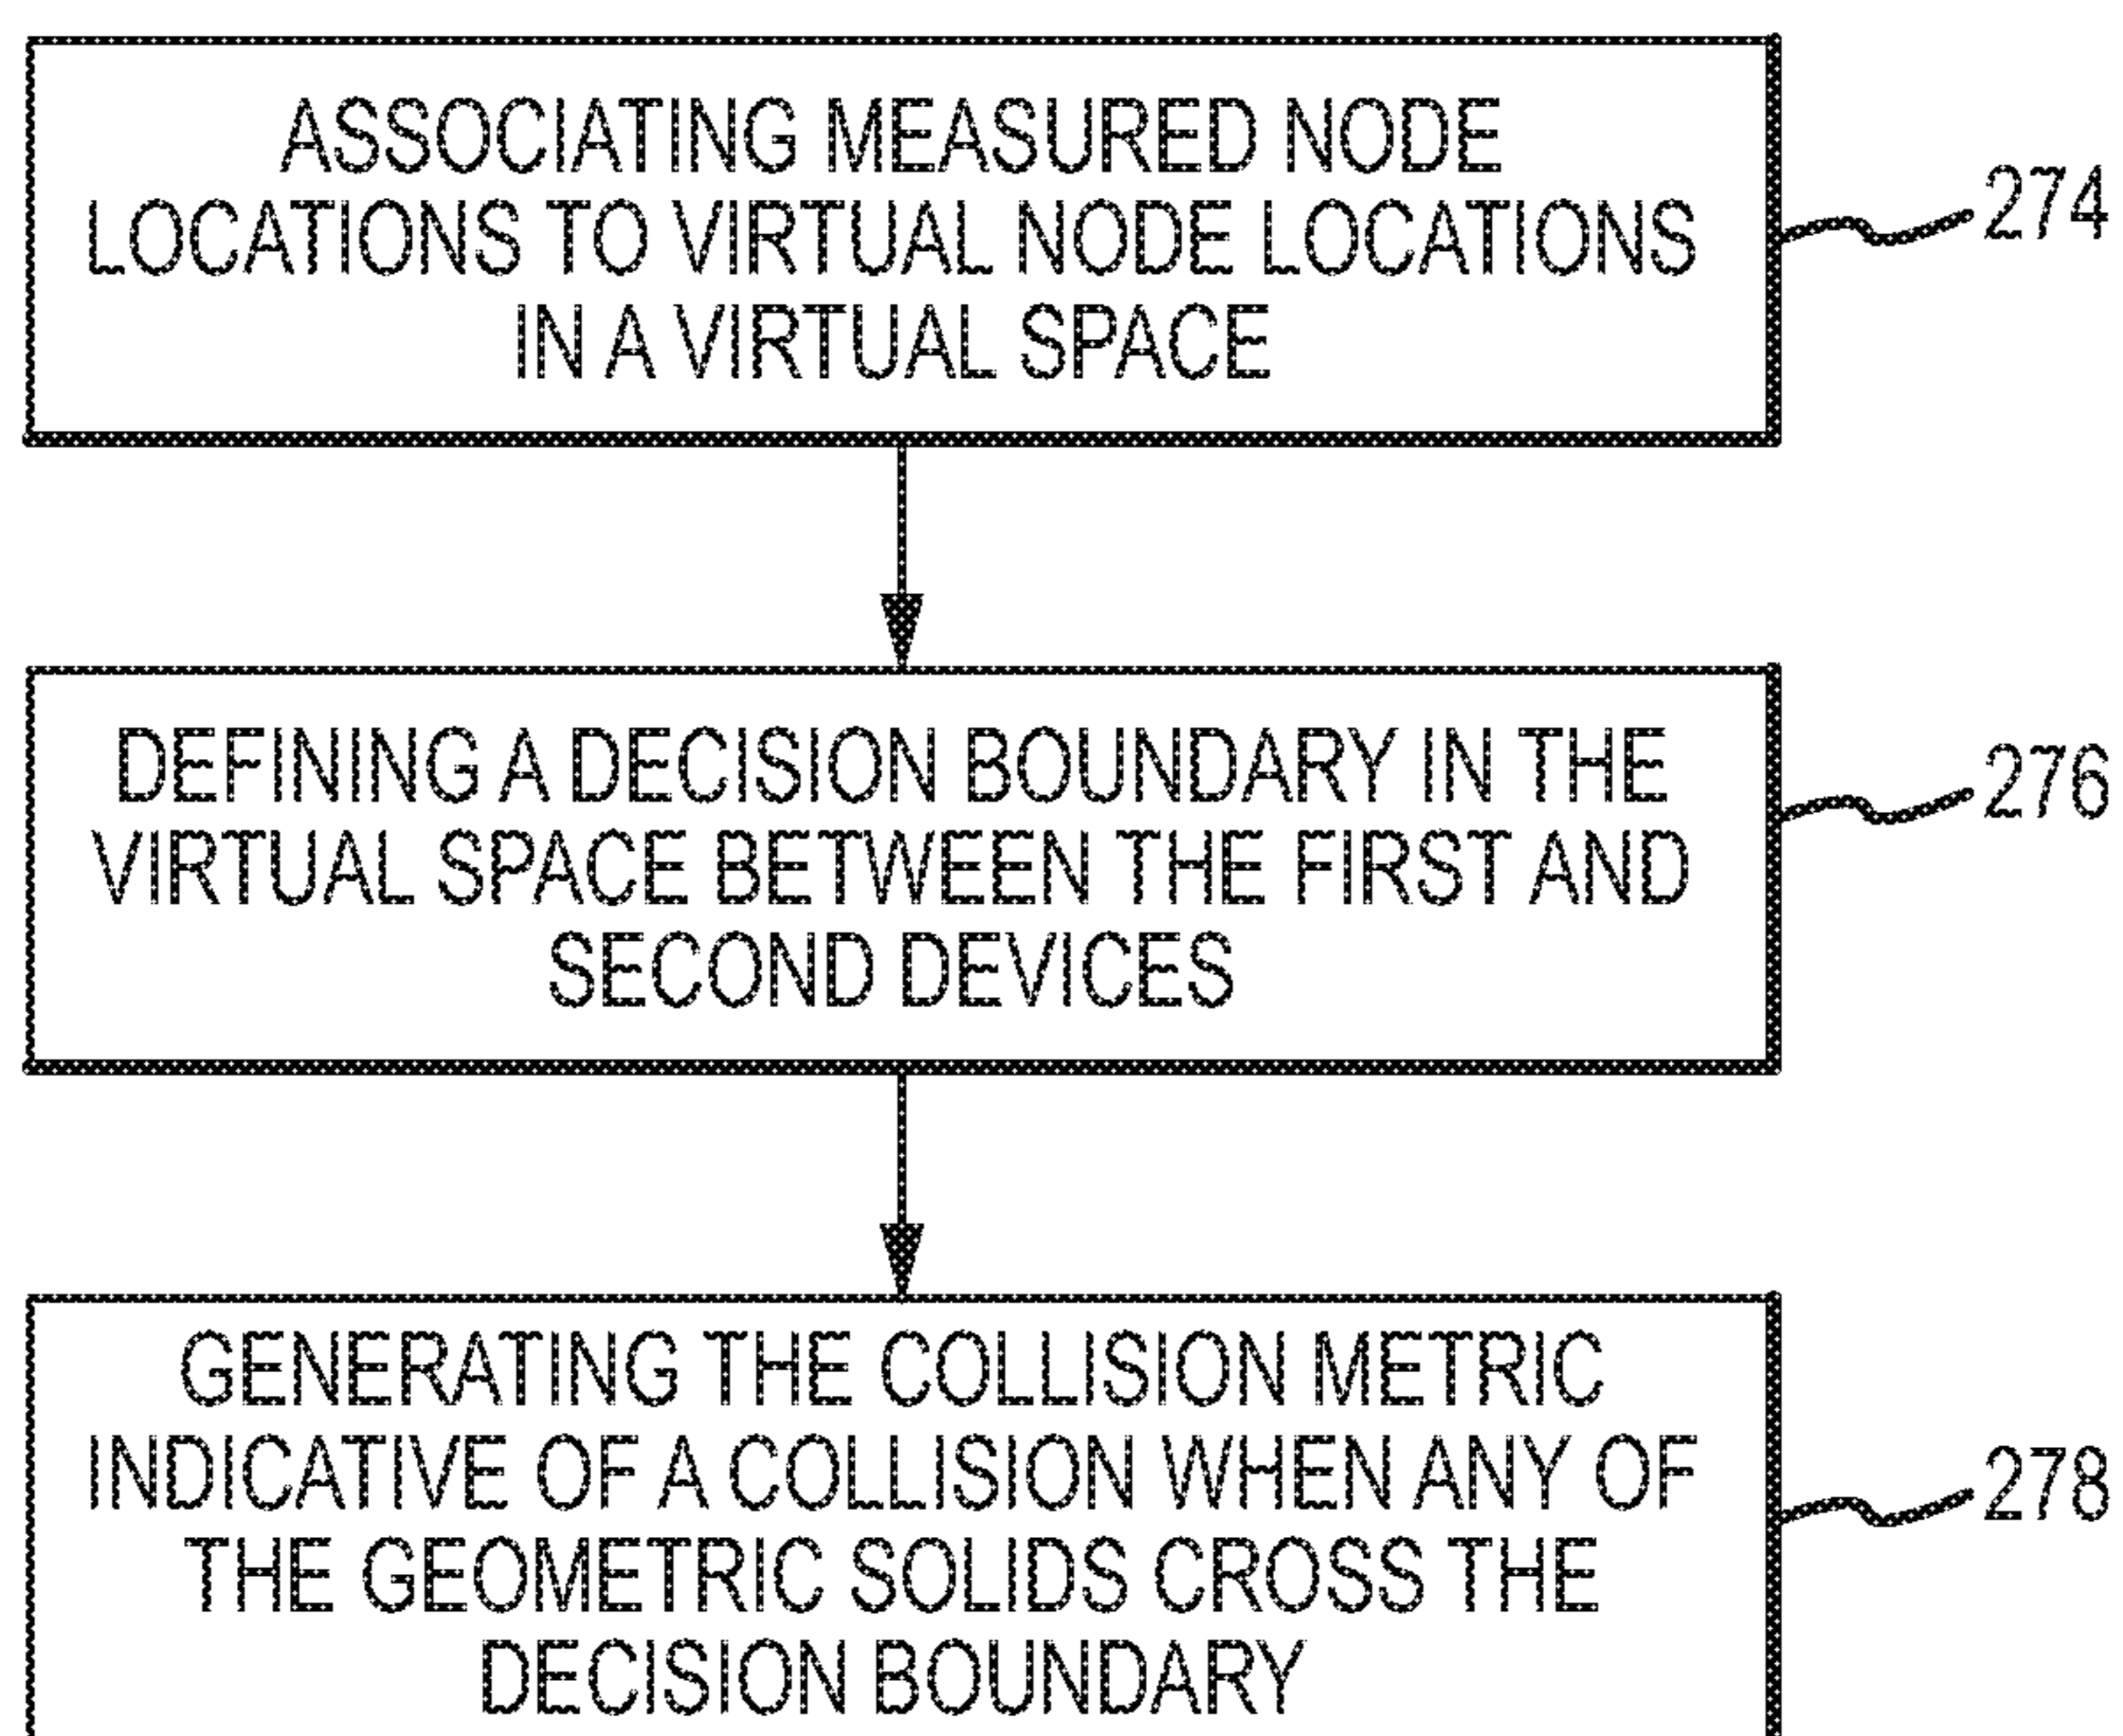 ASSOCIATING MEASURED NODE
LOCATIONS TO VIRTUAL NODE LOCATIONS
IN A VIRTUAL SPACE
274
DEFINING A DECISION BOUNDARY IN THE
VIRTUAL SPACE BETWEEN THE FIRST AND
SECOND DEVICES
276
GENERATING THE COLLISION METRIC
INDICATIVE OF A COLLISION WHEN ANY OF
THE GEOMETRIC SOLIDS CROSS THE
DECISION BOUNDARY
278